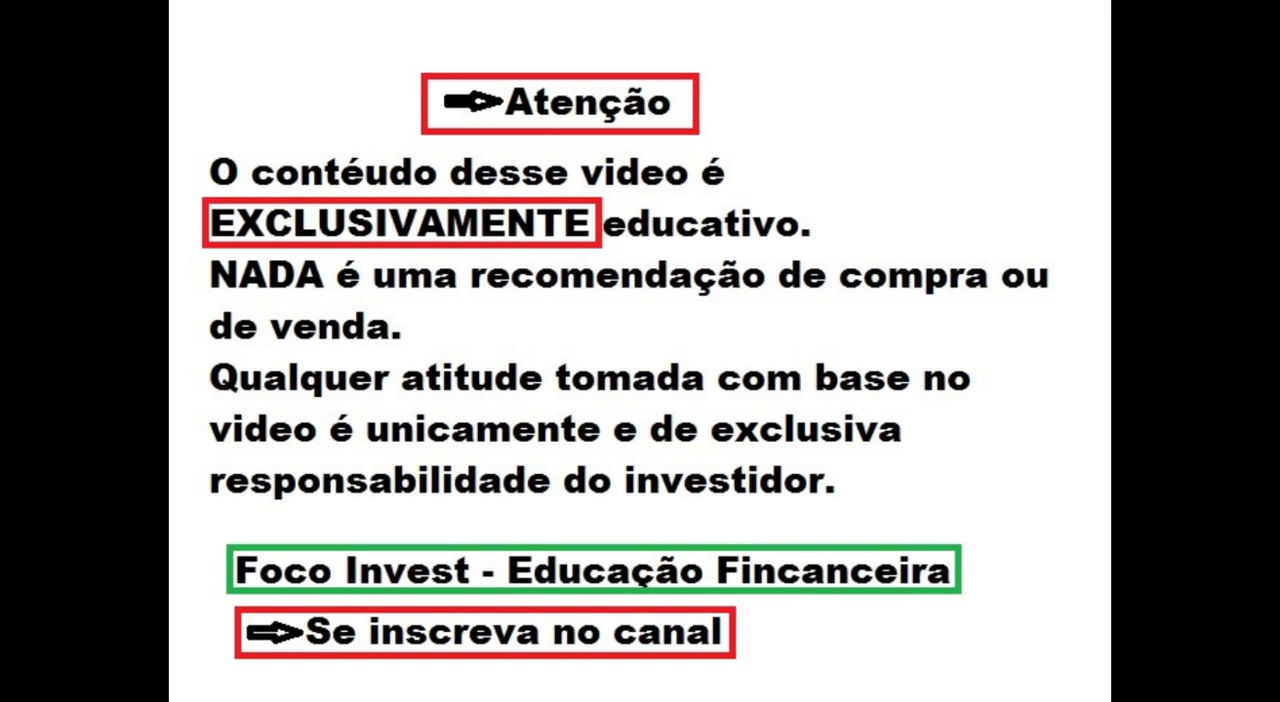 Atenção
O contéudo desse video é
EXCLUSIVAMENTE educativo.
NADA é uma recomendação de compra ou
de venda.
Qualquer atitude tomada com base no
video é unicamente e de exclusiva
responsabilidade do investidor.
Foco Invest - Educação Fincanceira
Se inscreva no canal